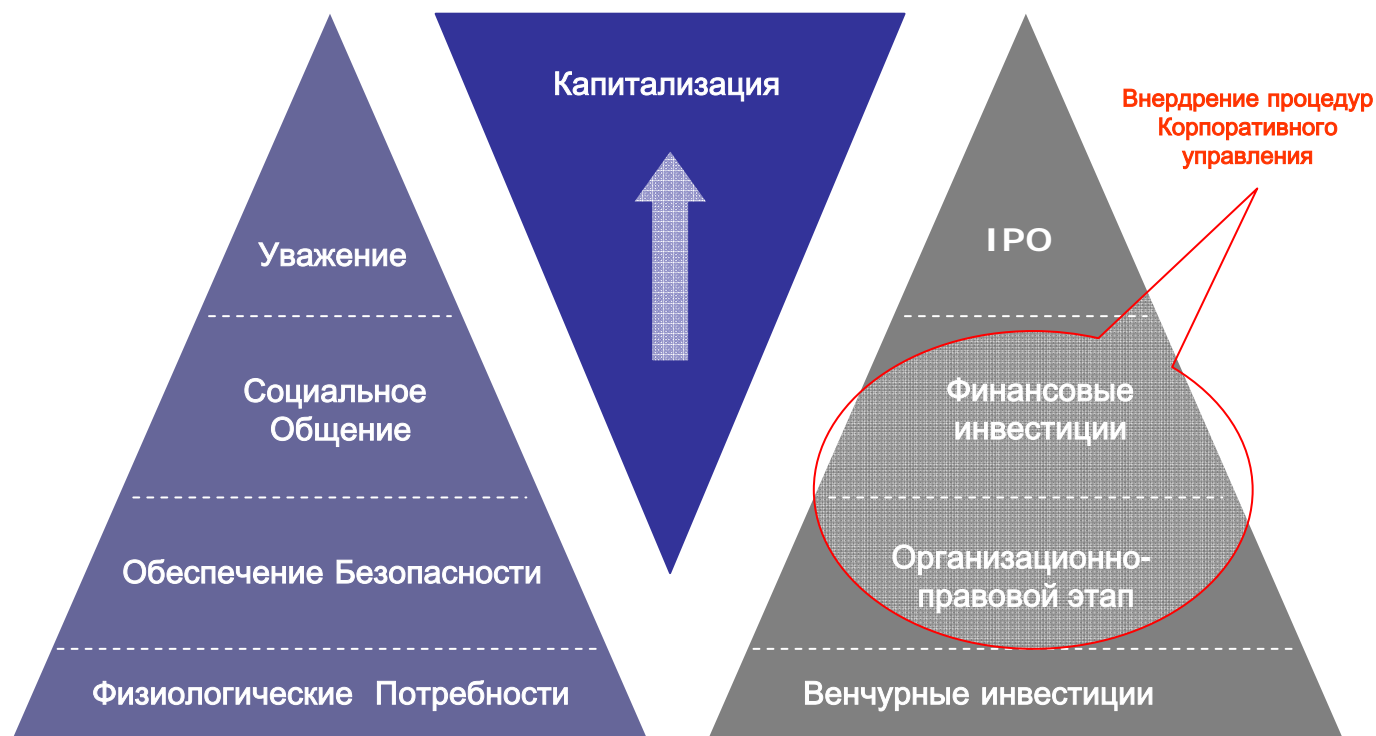 Капитализация
Внердрение процедур
Корпоративного
управления
Уважение
IPO
Социальное
Общение
Финансовые
инвестиции
Обеспечение Безопасности
Организационно-
правовой этап
Физиологические Потребности
Венчурные инвестиции